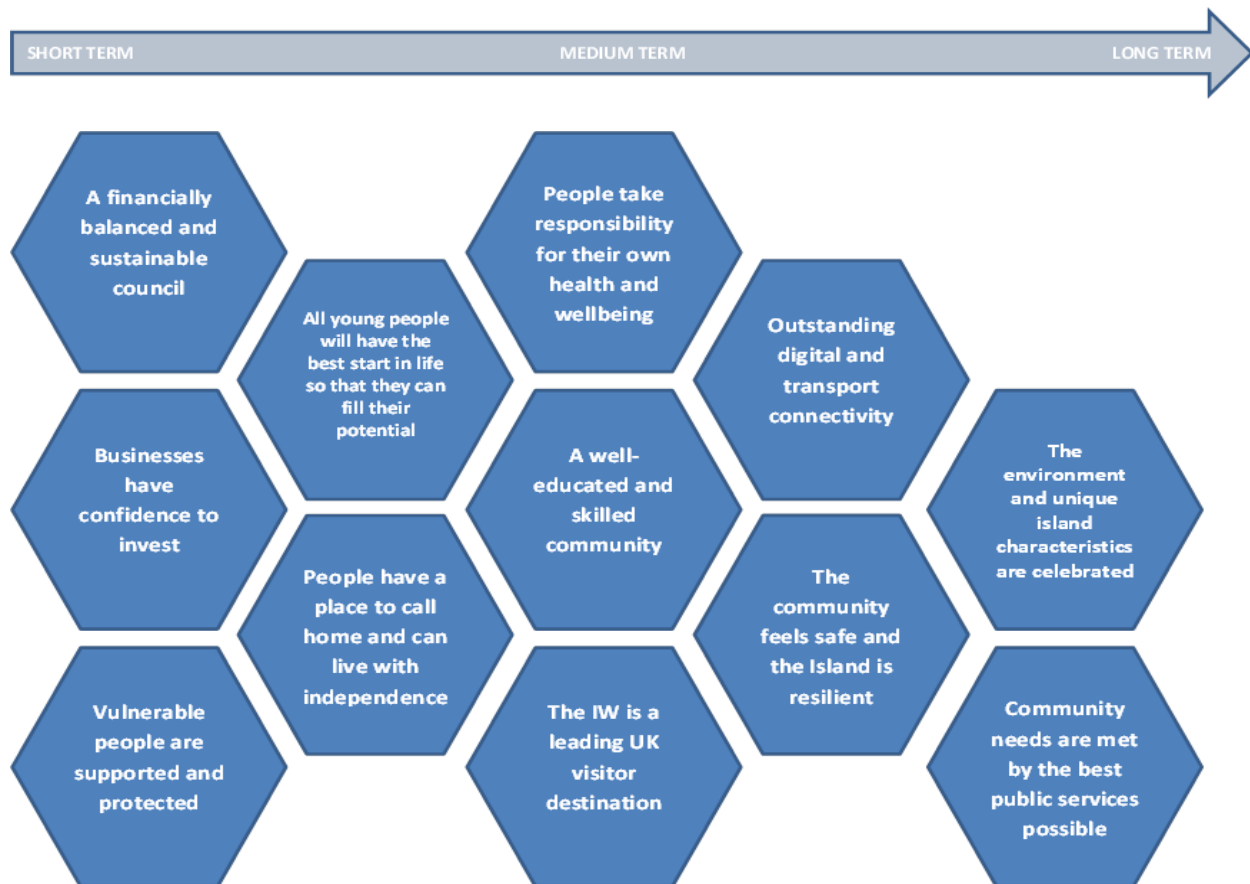 SHORT TERM
MEDIUM TERM
LONG TERM
A financially
balanced and
sustainable
council
Businesses
have
confidence to
invest
Vulnerable
people are
supported and
protected
All young people
will have the
best start in life
so that they can
fill their
potential
People have a
place to call
home and can
live with
independence
People take
responsibility
for their own
health and
wellbeing
A well-
educated and
skilled
community
The IW is a
leading UK
visitor
destination
Outstanding
digital and
transport
connectivity
The
community
feels safe and
the Island is
resilient
The
environment
and unique
island
characteristics
are celebrated
Community
needs are met
by the best
public services
possible